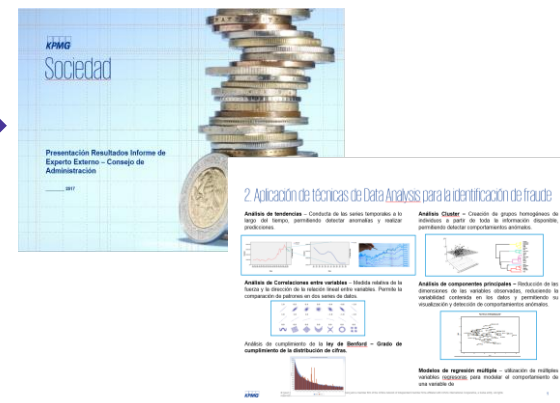 KPMG
Sociedad
Presentación Resultados Informe de
Experto Externo – Consejo de
Administración
2017
2. Aplicación de técnicas de Data Analysis para la identificación de fraude
Análisis de tendencias – Conducta de las series temporales a lo
largo del tiempo, permitiendo detectar anomalías y realizar
predicciones.
Análisis de Correlaciones entre variables – Medida relativa de la
fuerza y la dirección de la relación lineal entre variables. Permite la
comparación de patrones en dos series de datos.
Análisis de cumplimiento de la ley de Benford – Grado de
cumplimiento de la distribución de cifras.
Análisis Cluster – Creación de grupos homogéneos de
individuos a partir de toda la información disponible,
permitiendo detectar comportamientos anómalos.
Análisis de componentes principales – Reducción de las
dimensiones de las variables observadas, reduciendo la
variabilidad contenida en los datos y permitiendo su
visualización y detección de comportamientos anómalos.
Modelos de regresión múltiple – utilización de múltiples
variables regresoras para modelar el comportamiento de
una variable de
KPMG